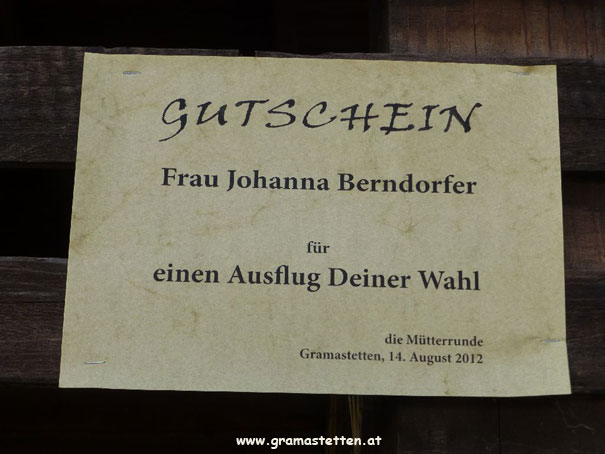 GUTSCHEIN
Frau Johanna Berndorfer
für
einen Ausflug Deiner Wahl
die Mütterrunde
Gramastetten, 14. August 2012
www.gramastetten.at